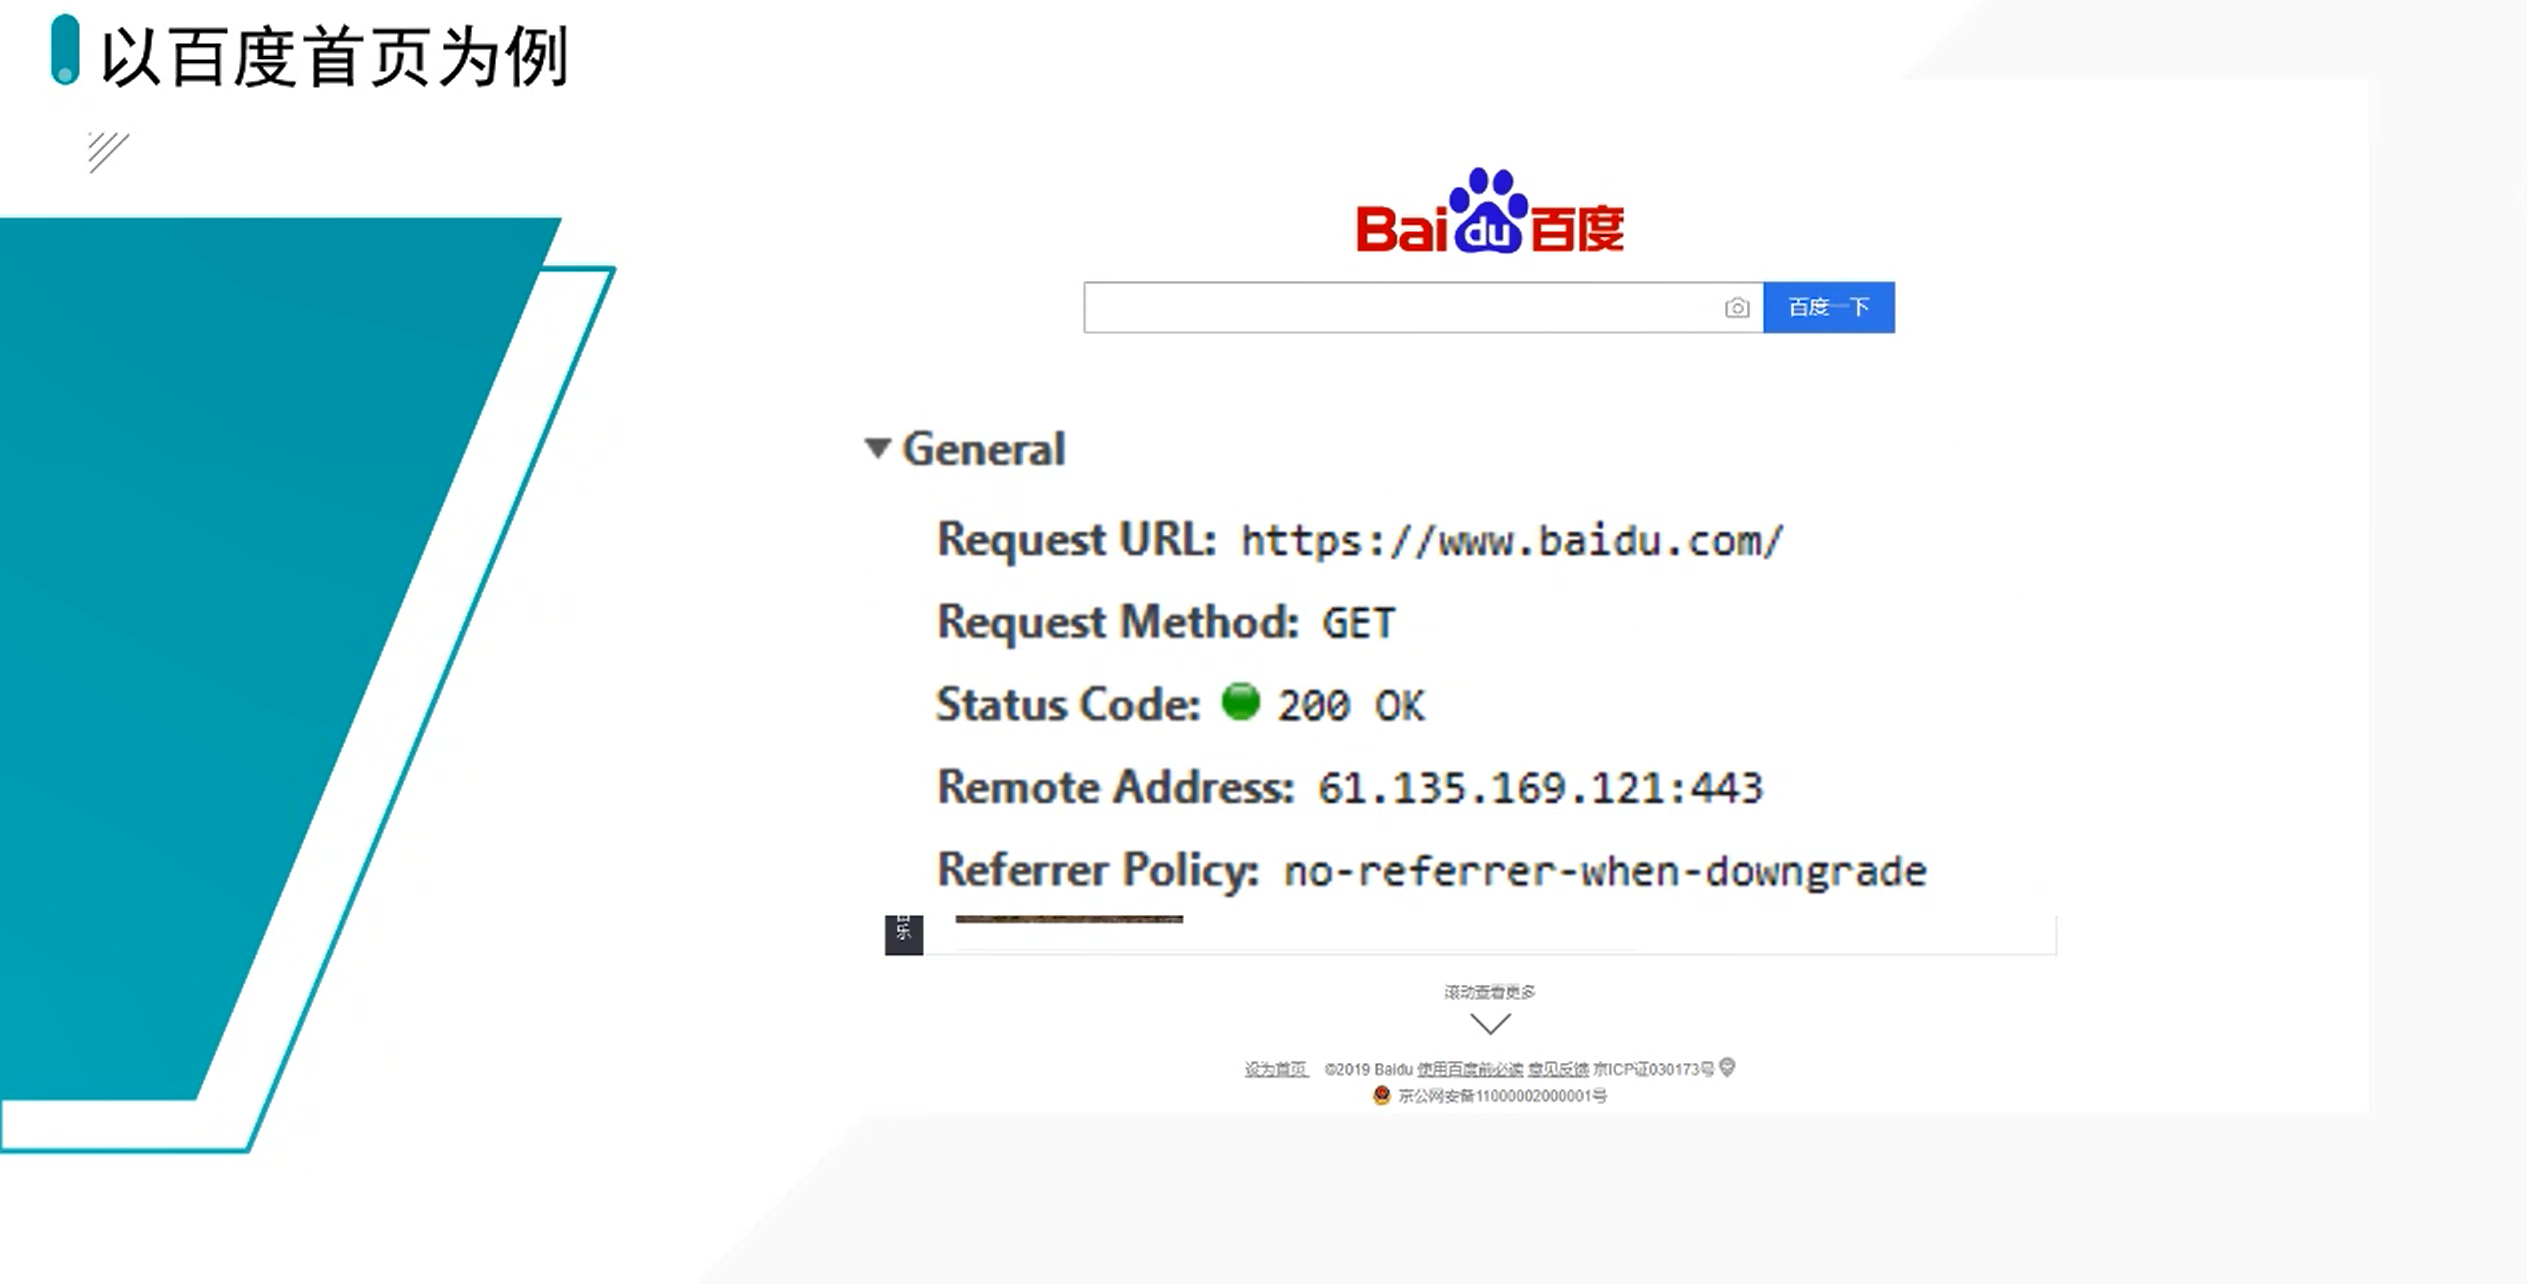 以百度首页为例
Bai du 百度
百度一下
General
Request URL: https://www.baidu.com/
Request Method: GET
Status Code: 200 OK
Remote Address: 61.135.169.121:443
Referrer Policy: no-referrer-when-downgrade
乐
滚动查看更多
设为首页 ©2019 Baidu 使用百度前必读 意见反馈 京ICP证030173号
京公网安备11000002000001号